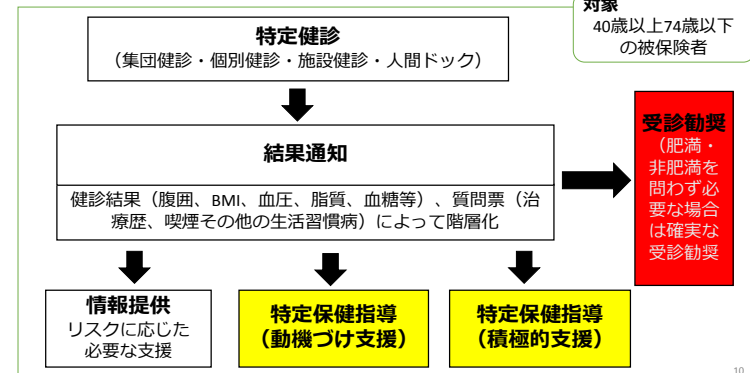 対象
40歳以上74歳以下
の被保険者
特定健診
（集団健診・個別健診・施設健診・人間ドック）
結果通知
健診結果（腹囲、BMI、血圧、脂質、血糖等）、質問票（治
療歴、喫煙その他の生活習慣病）によって階層化
受診勧奨
（肥満・
非肥満を
問わず必
要な場合
は確実な
受診勧奨
情報提供
リスクに応じた
必要な支援
特定保健指導
（動機づけ支援）
特定保健指導
（積極的支援）
10